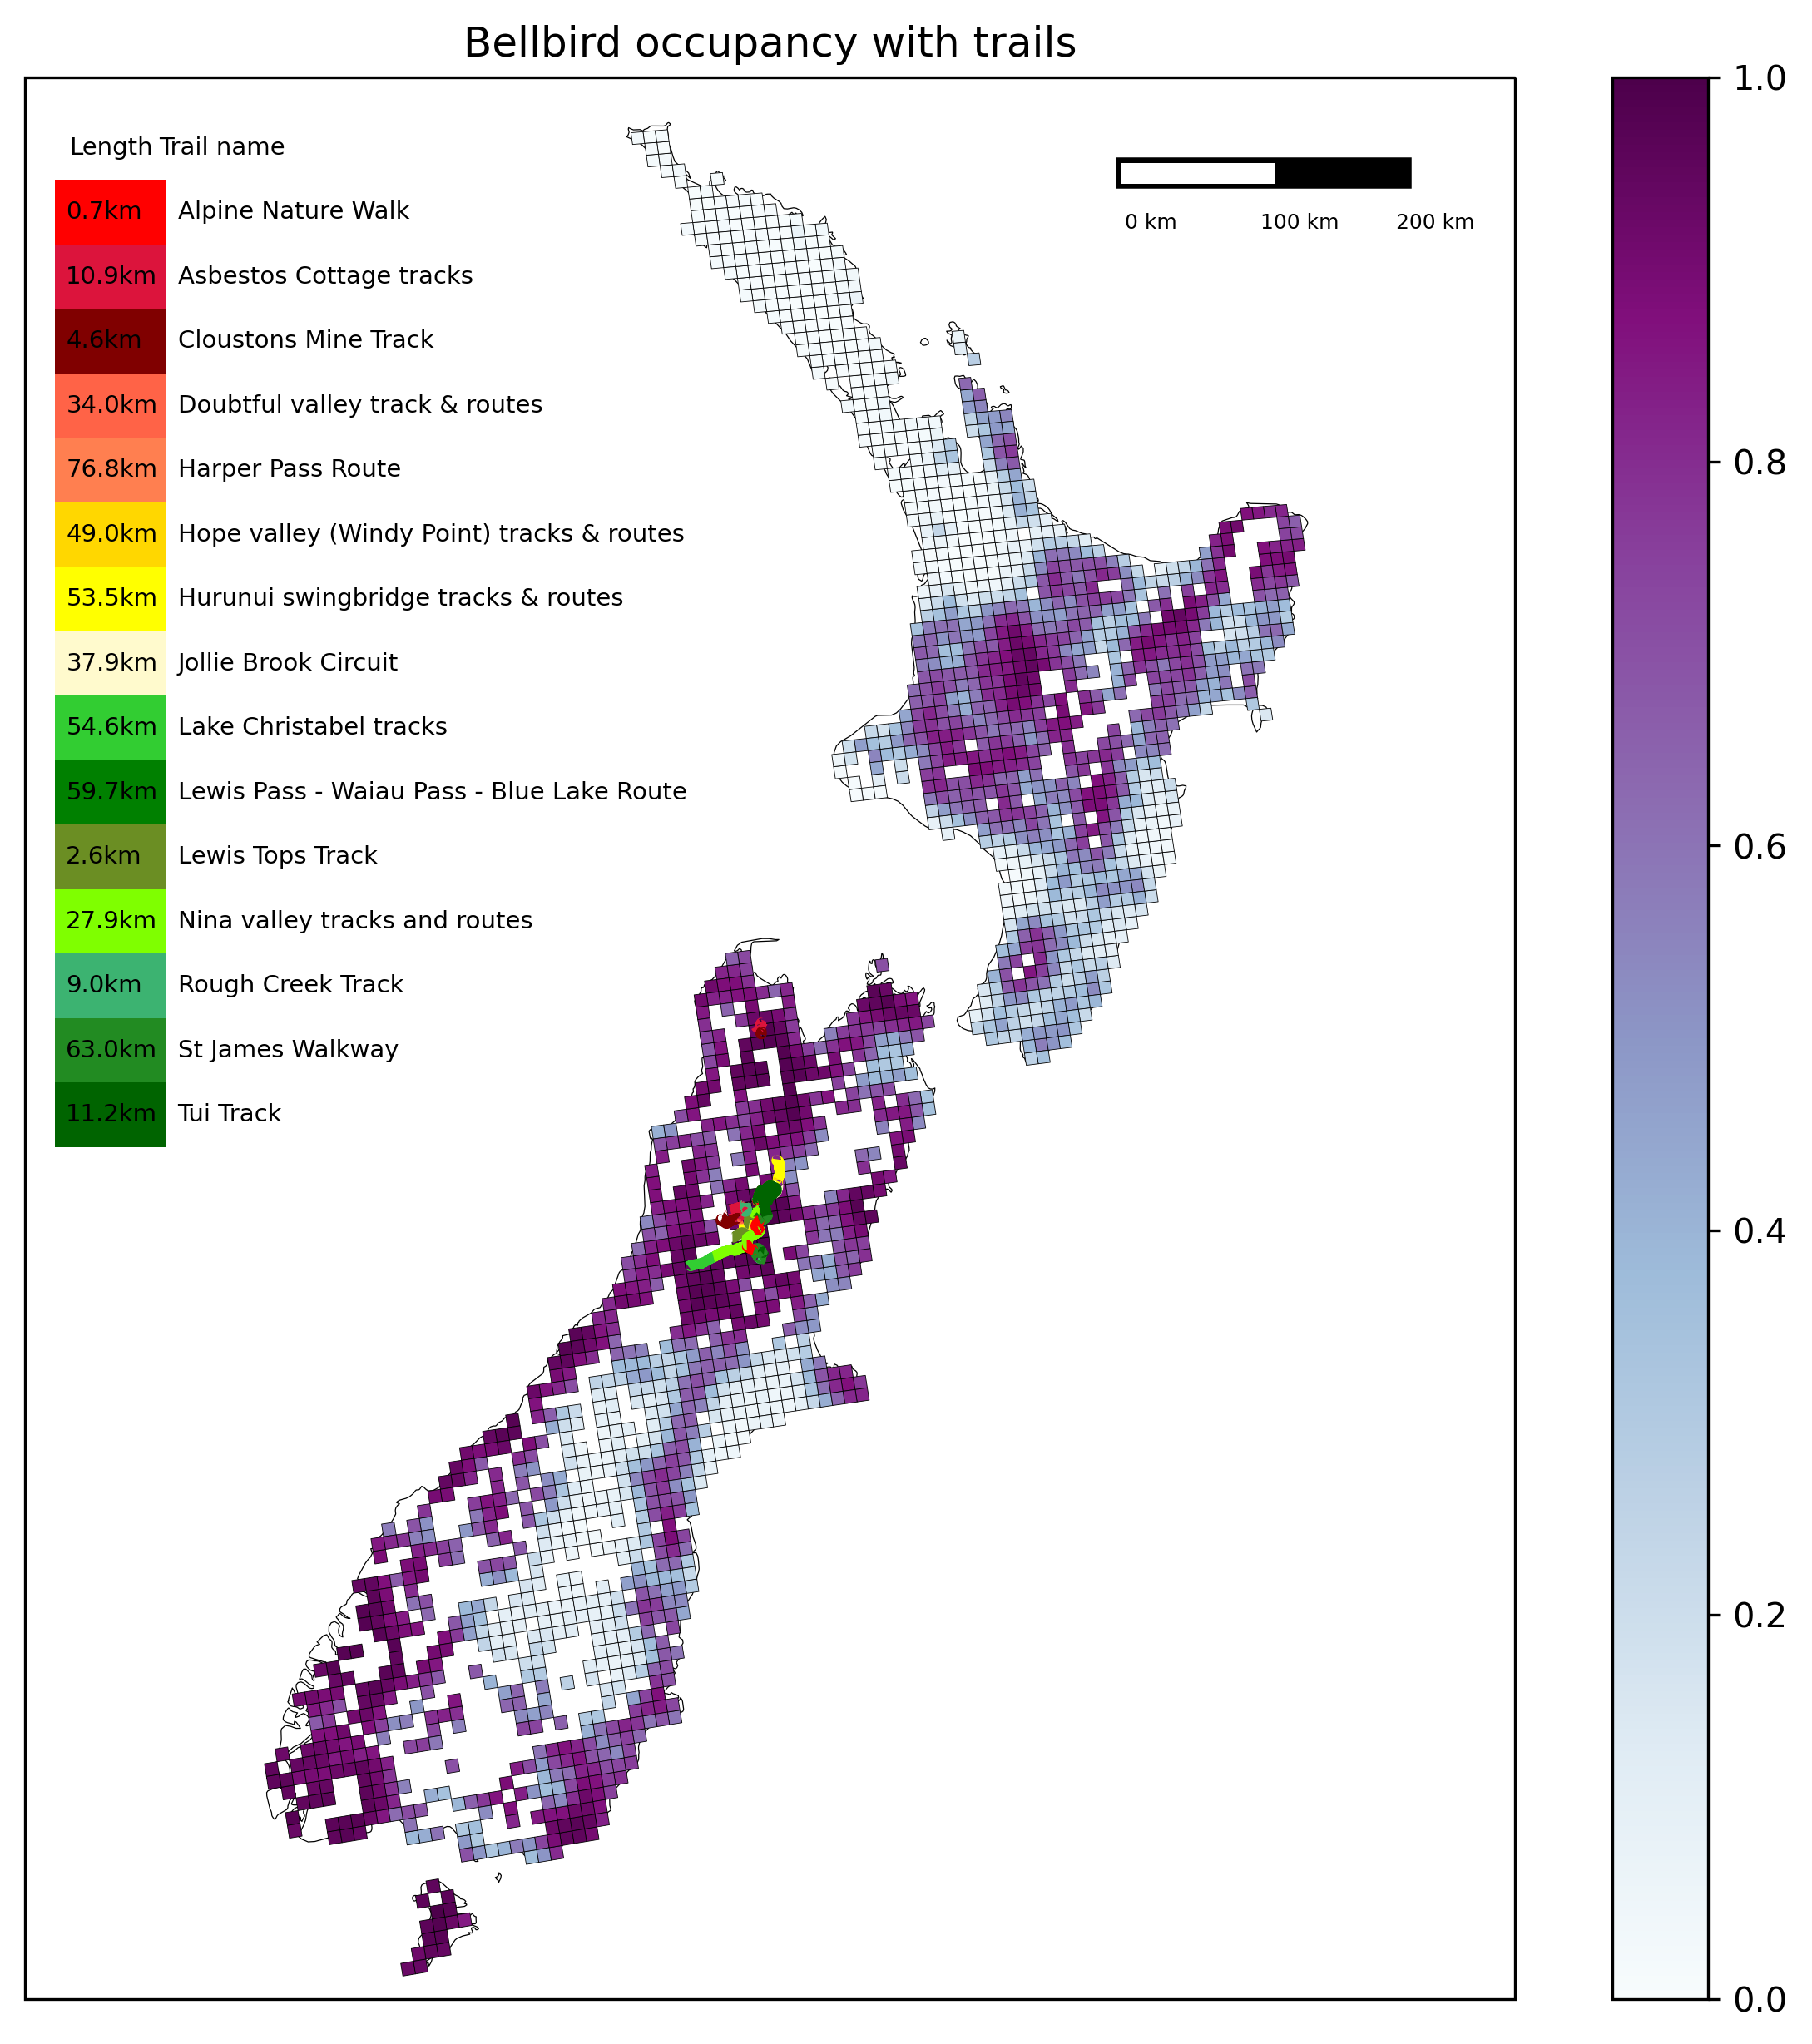 Bellbird occupancy with trails
Length Trail name
0.7km Alpine Nature Walk
10.9km Asbestos Cottage tracks
4.6km Cloustons Mine Track
34.0km Doubtful valley track & routes
76.8km Harper Pass Route
49.0km Hope valley (Windy Point) tracks & routes
53.5km Hurunui swingbridge tracks & routes
37.9km Jollie Brook Circuit
54.6km Lake Christabel tracks
59.7km Lewis Pass - Waiau Pass - Blue Lake Route
2.6km Lewis Tops Track
27.9km Nina valley tracks and routes
9.0km Rough Creek Track
63.0km St James Walkway
11.2km Tui Track
0 km 100 km 200 km
1.0
0.8
0.6
0.4
0.2
0.0